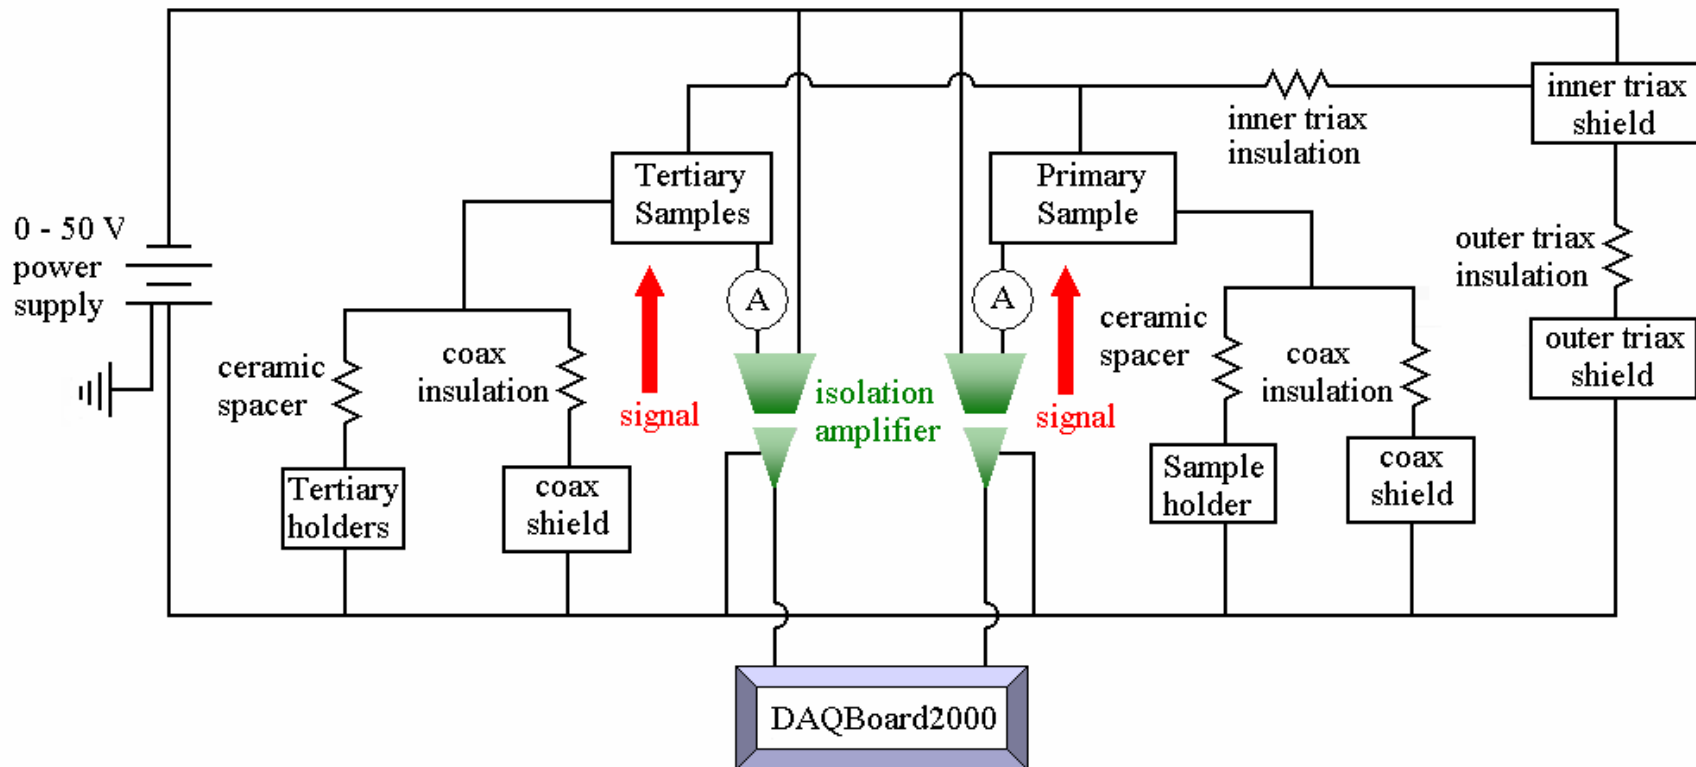 inner triax
shield
inner triax
insulation
Tertiary
Samples
Primary
Sample
0 - 50 V
power
supply
outer triax
insulation
A
A
ceramic
spacer
coax
insulation
signal
isolation
amplifier
signal
ceramic
spacer
coax
insulation
outer triax
shield
Tertiary
holders
coax
shield
Sample
holder
coax
shield
DAQBoard2000